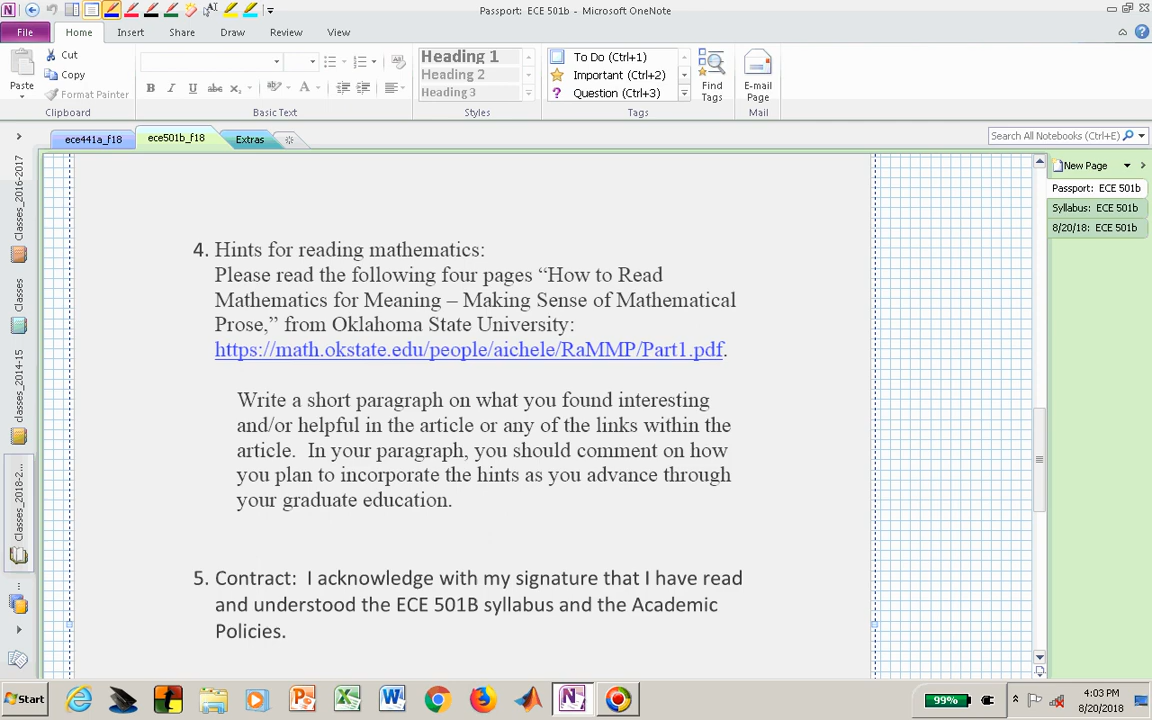 Passport: ECE 501b - Microsoft OneNote
File
Home
Insert
Share
Draw
Review
View
Paste
Cut
Copy
Format Painter
Clipboard
B I U abc
Basic Text
Heading 1
Heading 2
Heading 3
Styles
To Do (Ctrl+1)
Important (Ctrl+2)
Question (Ctrl+3)
Tags
Find
Tags
E-mail
Page
Mail
ece441a_f18
ece501b_f18
Extras
Search All Notebooks (Ctrl+E)
New Page
Passport: ECE 501b
Syllabus: ECE 501b
8/20/18: ECE 501b
Classes_2016-2017
Classes
classes_2014-15
Classes_2018-2...
4. Hints for reading mathematics:
Please read the following four pages “How to Read
Mathematics for Meaning – Making Sense of Mathematical
Prose,” from Oklahoma State University:
https://math.okstate.edu/people/aichele/RaMMP/Part1.pdf.
Write a short paragraph on what you found interesting
and/or helpful in the article or any of the links within the
article.  In your paragraph, you should comment on how
you plan to incorporate the hints as you advance through
your graduate education.
5. Contract:  I acknowledge with my signature that I have read
and understood the ECE 501B syllabus and the Academic
Policies.
Start
99%
4:03 PM
8/20/2018